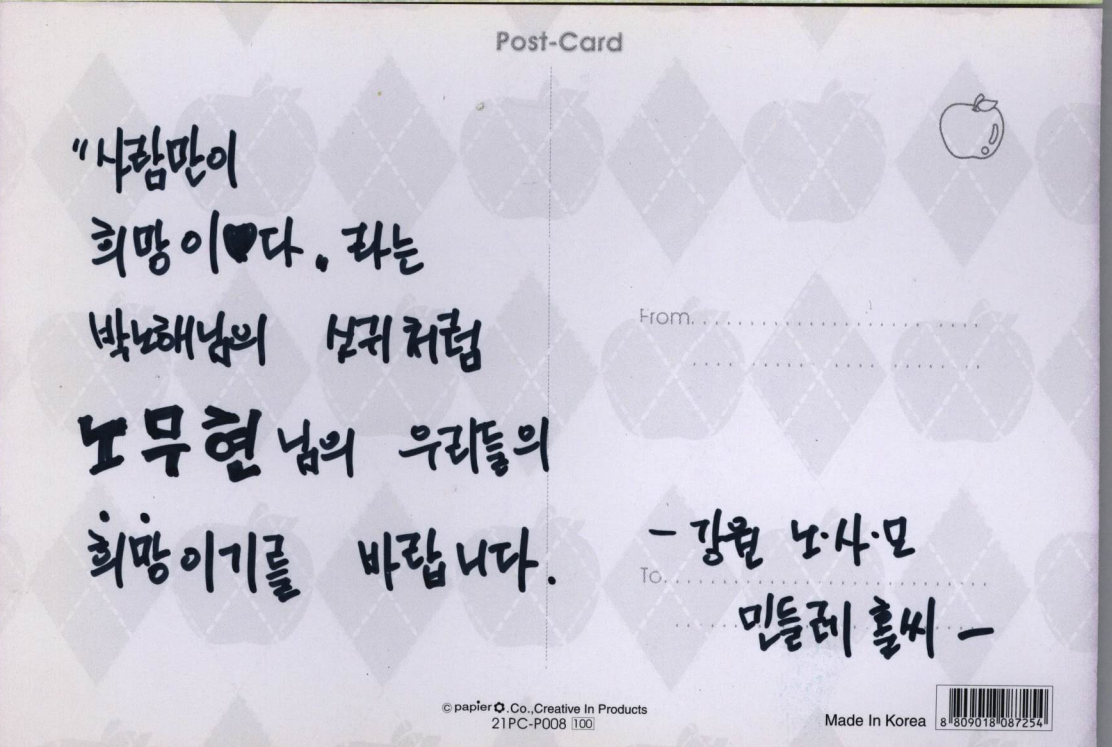 Post-Card
"사람만이
희망이♥다. 라는
박노해님의 싯귀처럼
노무현님의 우리들의
희망이기를 바랍니다.
From
To
- 강원 노·사·모
민들레 홀씨 -
© papier .Co.,Creative In Products
21PC-P008 100
Made In Korea
8 809018 087254